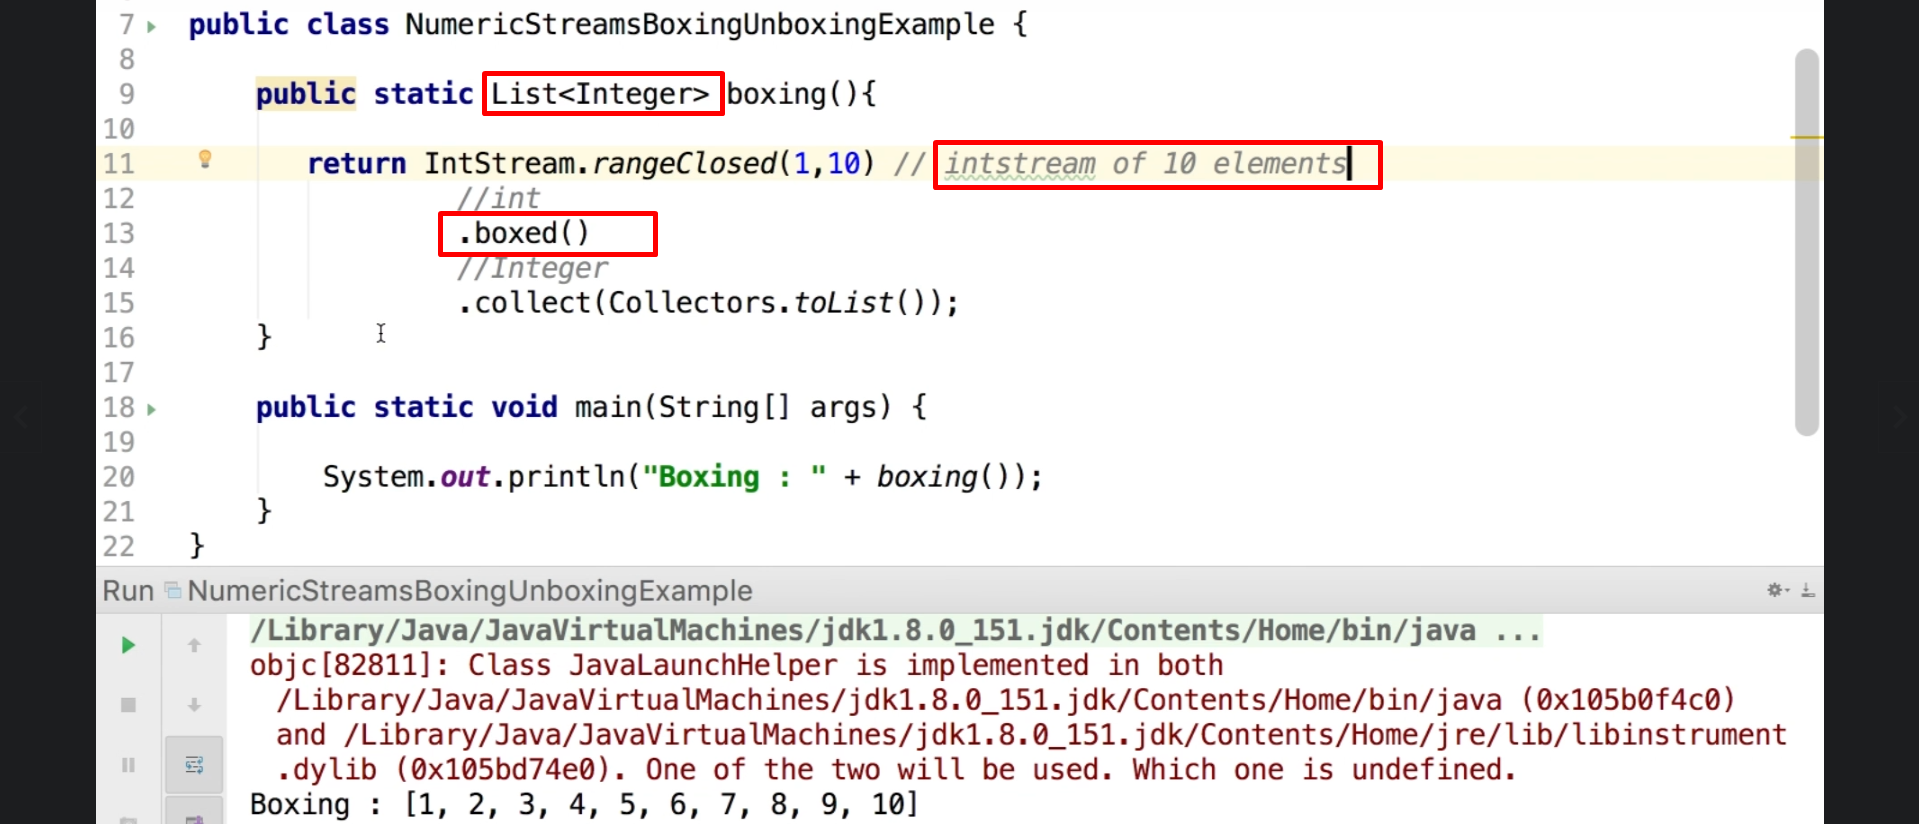 7 public class NumericStreamsBoxingUnboxingExample {
8
9 public static List<Integer> boxing(){
10
11 return IntStream.rangeClosed(1,10) // intstream of 10 elements
12 //int
13 .boxed()
14 //Integer
15 .collect(Collectors.toList());
16 }
17
18 public static void main(String[] args) {
19
20 System.out.println("Boxing : " + boxing());
21 }
22 }
Run NumericStreamsBoxingUnboxingExample
/Library/Java/JavaVirtualMachines/jdk1.8.0_151.jdk/Contents/Home/bin/java ...
objc[82811]: Class JavaLaunchHelper is implemented in both
/Library/Java/JavaVirtualMachines/jdk1.8.0_151.jdk/Contents/Home/bin/java (0x105b0f4c0)
and /Library/Java/JavaVirtualMachines/jdk1.8.0_151.jdk/Contents/Home/jre/lib/libinstrument
.dylib (0x105bd74e0). One of the two will be used. Which one is undefined.
Boxing : [1, 2, 3, 4, 5, 6, 7, 8, 9, 10]